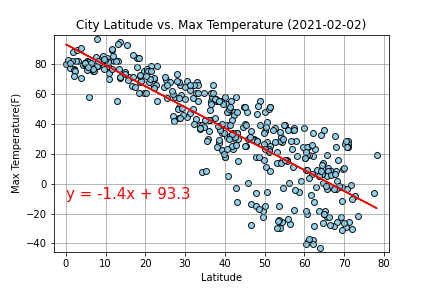 City Latitude vs. Max Temperature (2021-02-02)
Max Temperature(F)
80
60
40
20
0
−20
−40
y = -1.4x + 93.3
0 10 20 30 40 50 60 70 80
Latitude